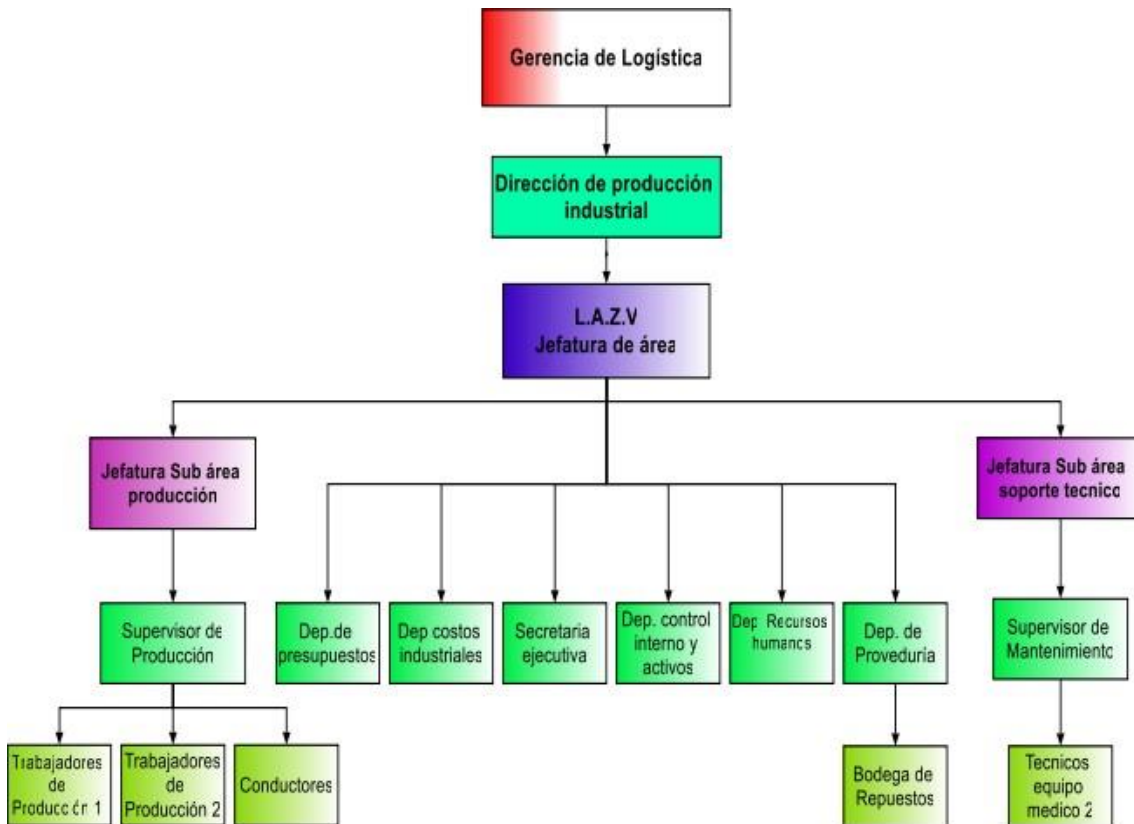 Gerencia de Logística
Dirección de producción
industrial
L.A.Z.V
Jefatura de área
Jefatura Sub área
producción
Jefatura Sub área
soporte tecnico
Supervisor de
Producción
Dep.de
presupuestos
Dep costos
industriales
Secretaria
ejecutiva
Dep. control
interno y
activos
Dep. Recursos
humanos
Dep. de
Proveduria
Supervisor de
Mantenimiento
Trabajadores
de
Producción 1
Trabajadores
de
Producción 2
Conductores
Bodega de
Repuestos
Tecnicos
equipo
medico 2